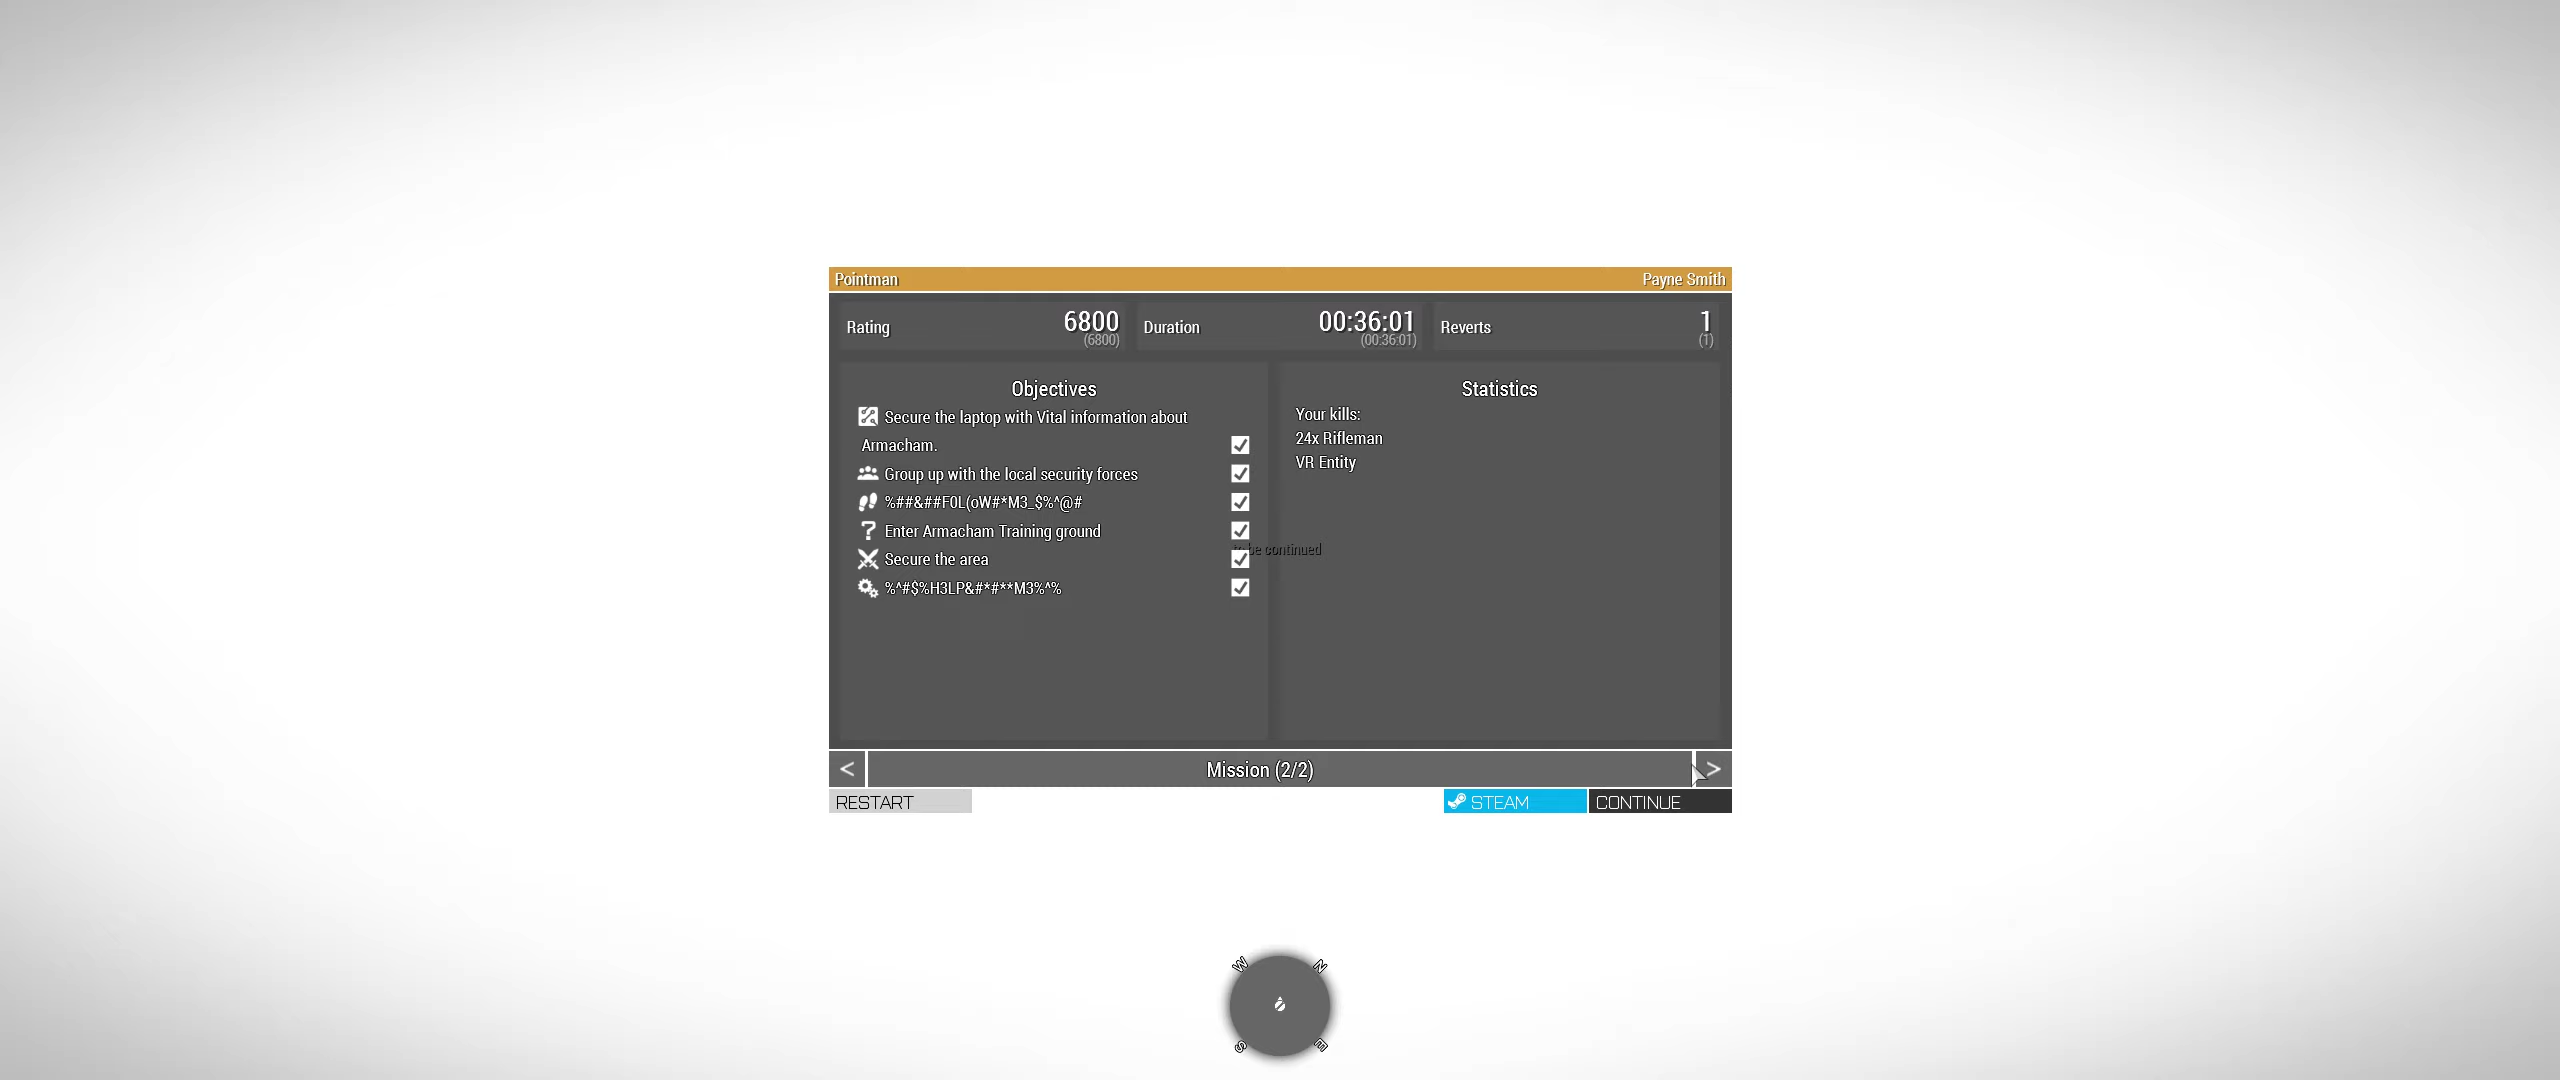 Pointman
Payne Smith
Rating
6800
(6800)
Duration
00:36:01
(00:36:01)
Reverts
1
(1)
Objectives
Secure the laptop with Vital information about
Armacham.
Group up with the local security forces
%##&##F0L(oW#*M3_$%^@#
Enter Armacham Training ground
Secure the area
%^#$%H3LP&#*#**M3%^%
Statistics
Your kills:
24x Rifleman
VR Entity
be continued
< Mission (2/2) >
RESTART
STEAM
CONTINUE
W N
S E